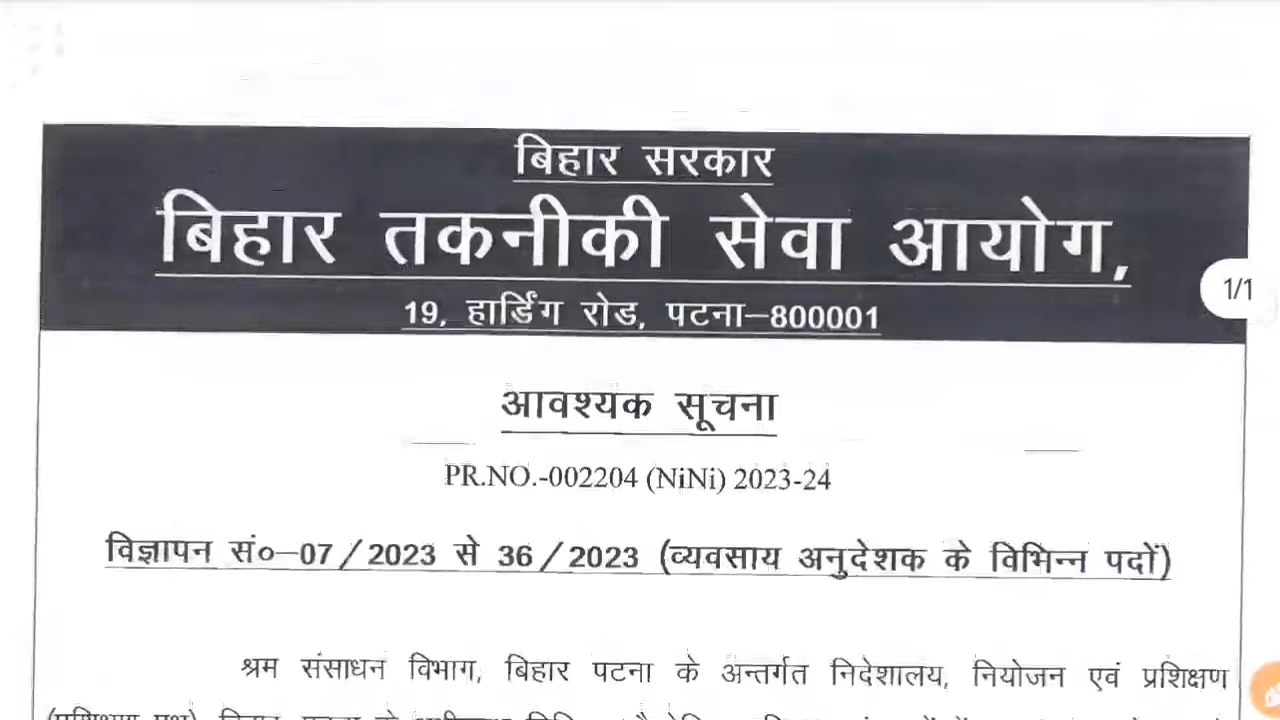 बिहार सरकार
बिहार तकनीकी सेवा आयोग,
19, हार्डिंग रोड, पटना–800001
1/1
आवश्यक सूचना
PR.NO.-002204 (NiNi) 2023-24
विज्ञापन सं०–07/2023 से 36/2023 (व्यवसाय अनुदेशक के विभिन्न पदों)
श्रम संसाधन विभाग, बिहार पटना के अन्तर्गत निदेशालय, नियोजन एवं प्रशिक्षण